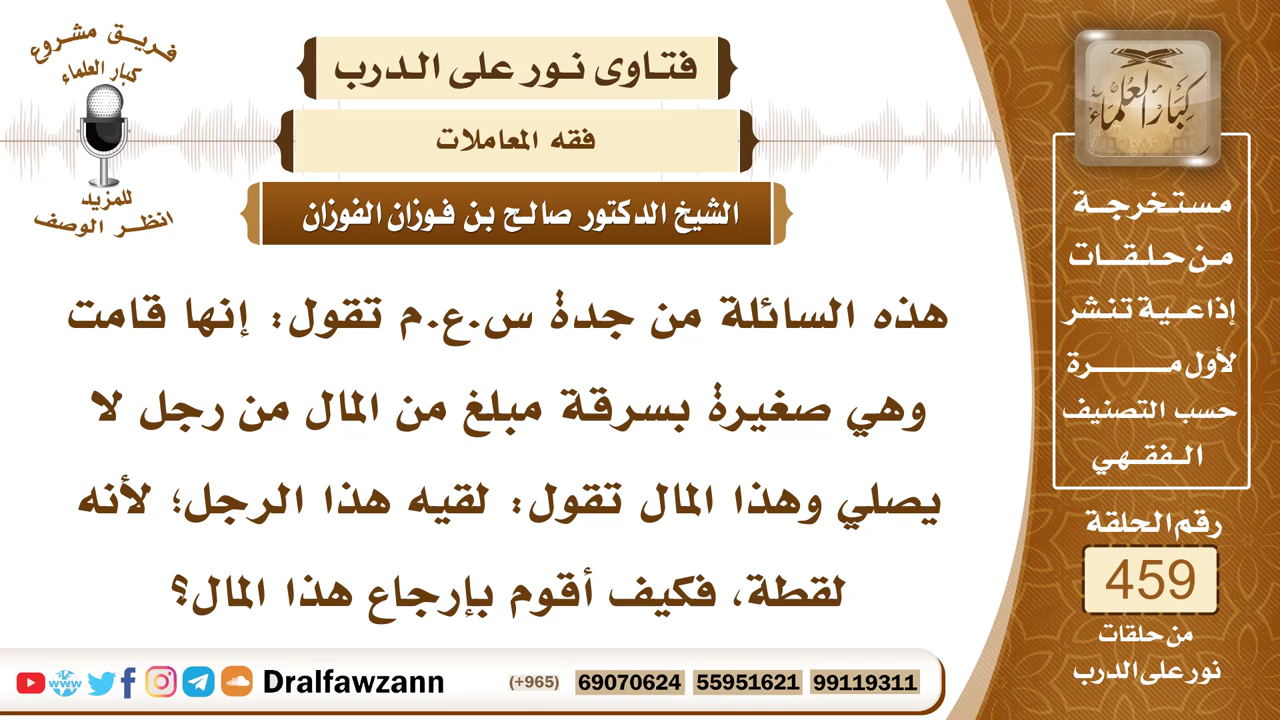 فريق مشروع
كبار العلماء
للمزيد
انظر الوصف
فتاوى نور على الدرب
فقه المعاملات
الشيخ الدكتور صالح بن فوزان الفوزان
هذه السائلة من جدة س.ع.م تقول: إنها قامت
وهي صغيرة بسرقة مبلغ من المال من رجل لا
يصلي وهذا المال تقول: لقيه هذا الرجل؛ لأنه
لقطة، فكيف أقوم بإرجاع هذا المال؟
كبار العلماء
مستخرجة
من حلقات
إذاعية تنشر
لأول مرة
حسب التصنيف
الفقهي
رقم الحلقة
459
من حلقات
نور على الدرب
www
Dralfawzann (+965) 69070624 55951621 99119311